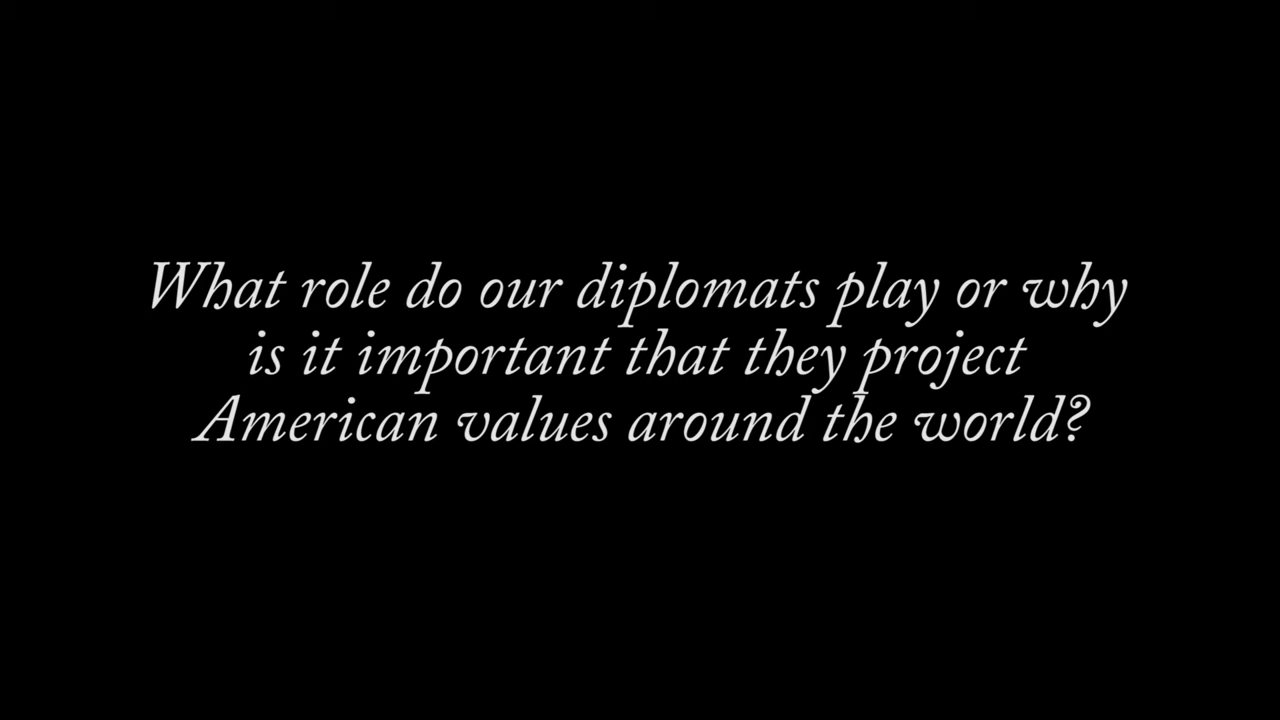 What role do our diplomats play or why
is it important that they project
American values around the world?